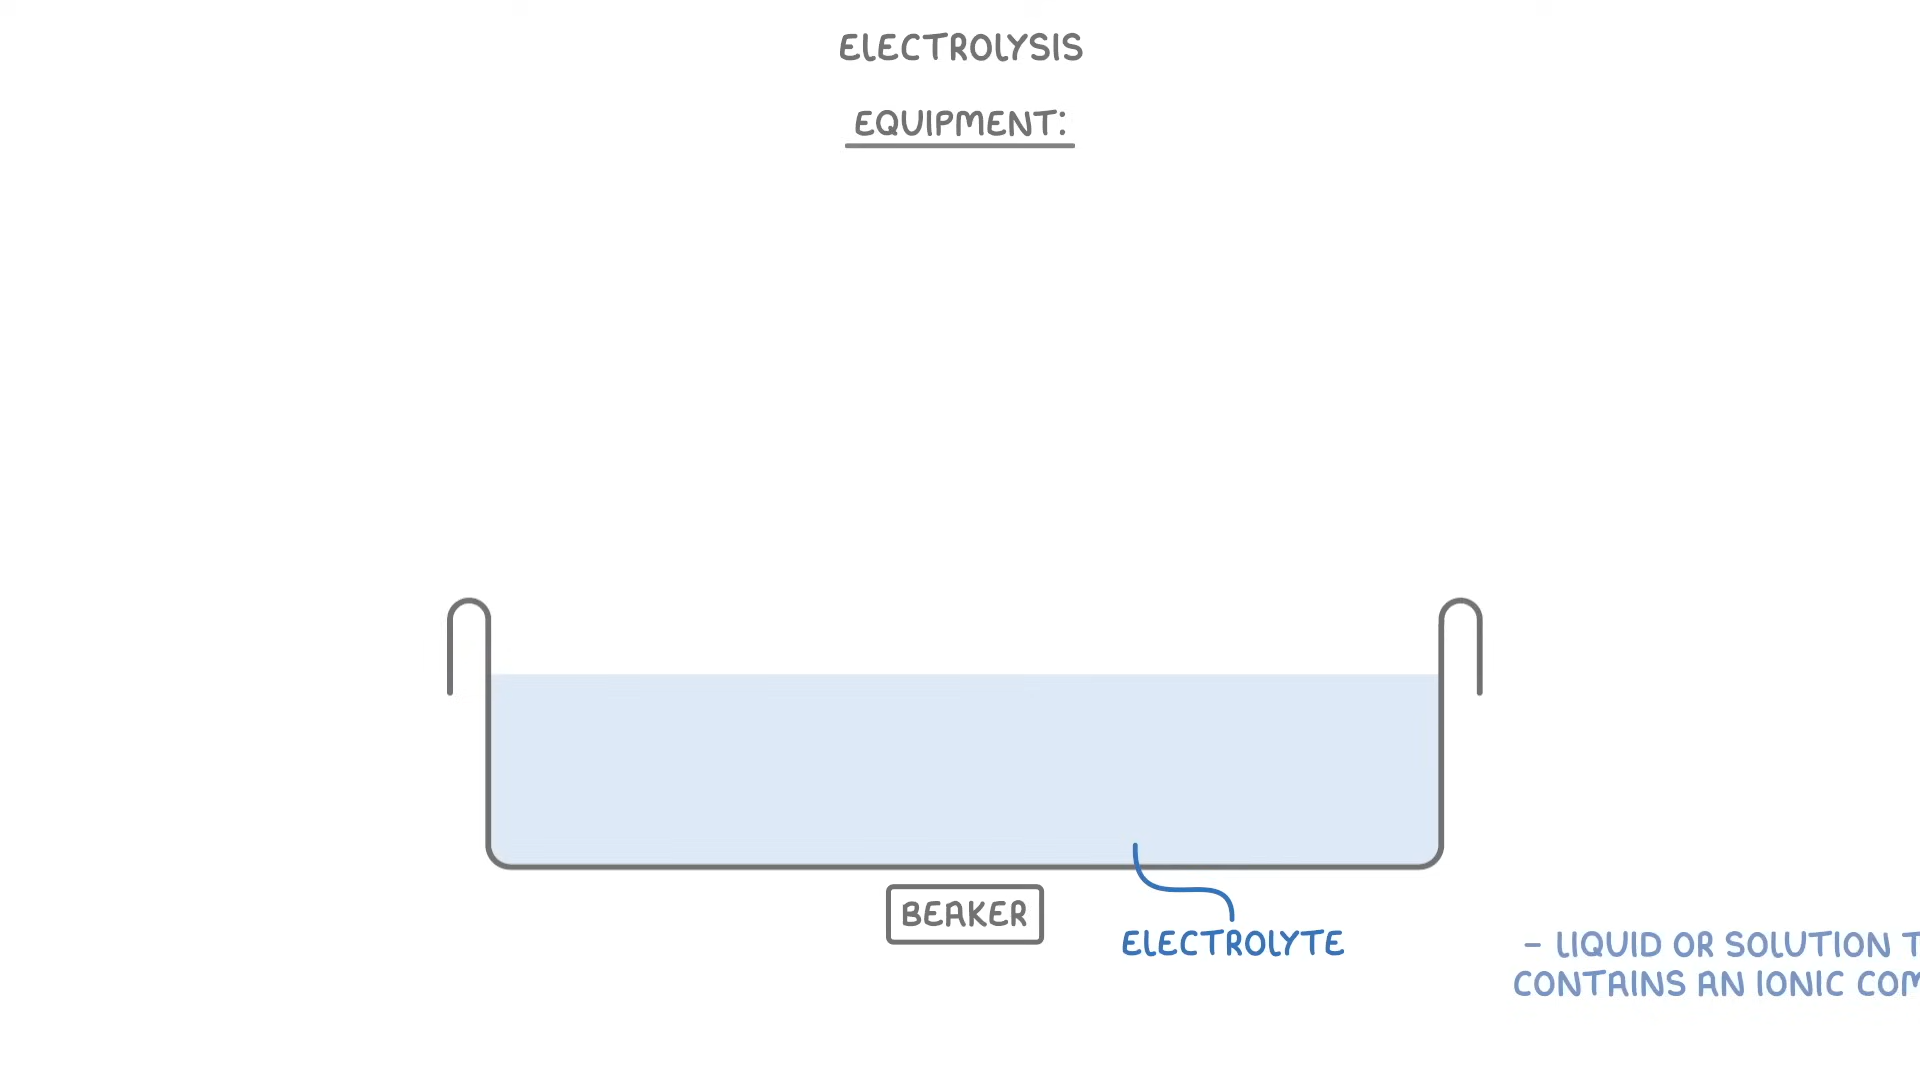 ELECTROLYSIS
EQUIPMENT:
BEAKER
ELECTROLYTE
- LIQUID OR SOLUTION
CONTAINS AN IONIC